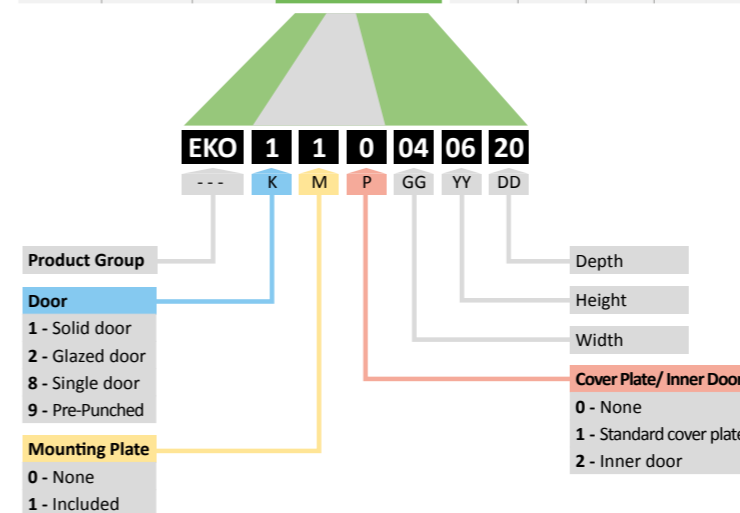 EKO 1 1 0 04 06 20
- - - K M P GG YY DD
Product Group
Door
1 - Solid door
2 - Glazed door
8 - Single door
9 - Pre-Punched
Mounting Plate
0 - None
1 - Included
Depth
Height
Width
Cover Plate/ Inner Door
0 - None
1 - Standard cover plate
2 - Inner door